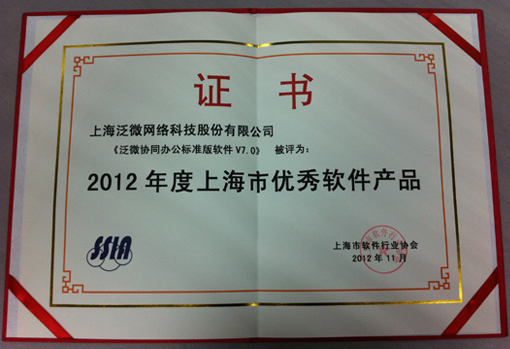 证书
上海泛微网络科技股份有限公司
《泛微协同办公标准版软件 V7.0》 被评为:
2012 年度上海市优秀软件产品
SSIA
上海市软件行业协会
2012 年 11 月